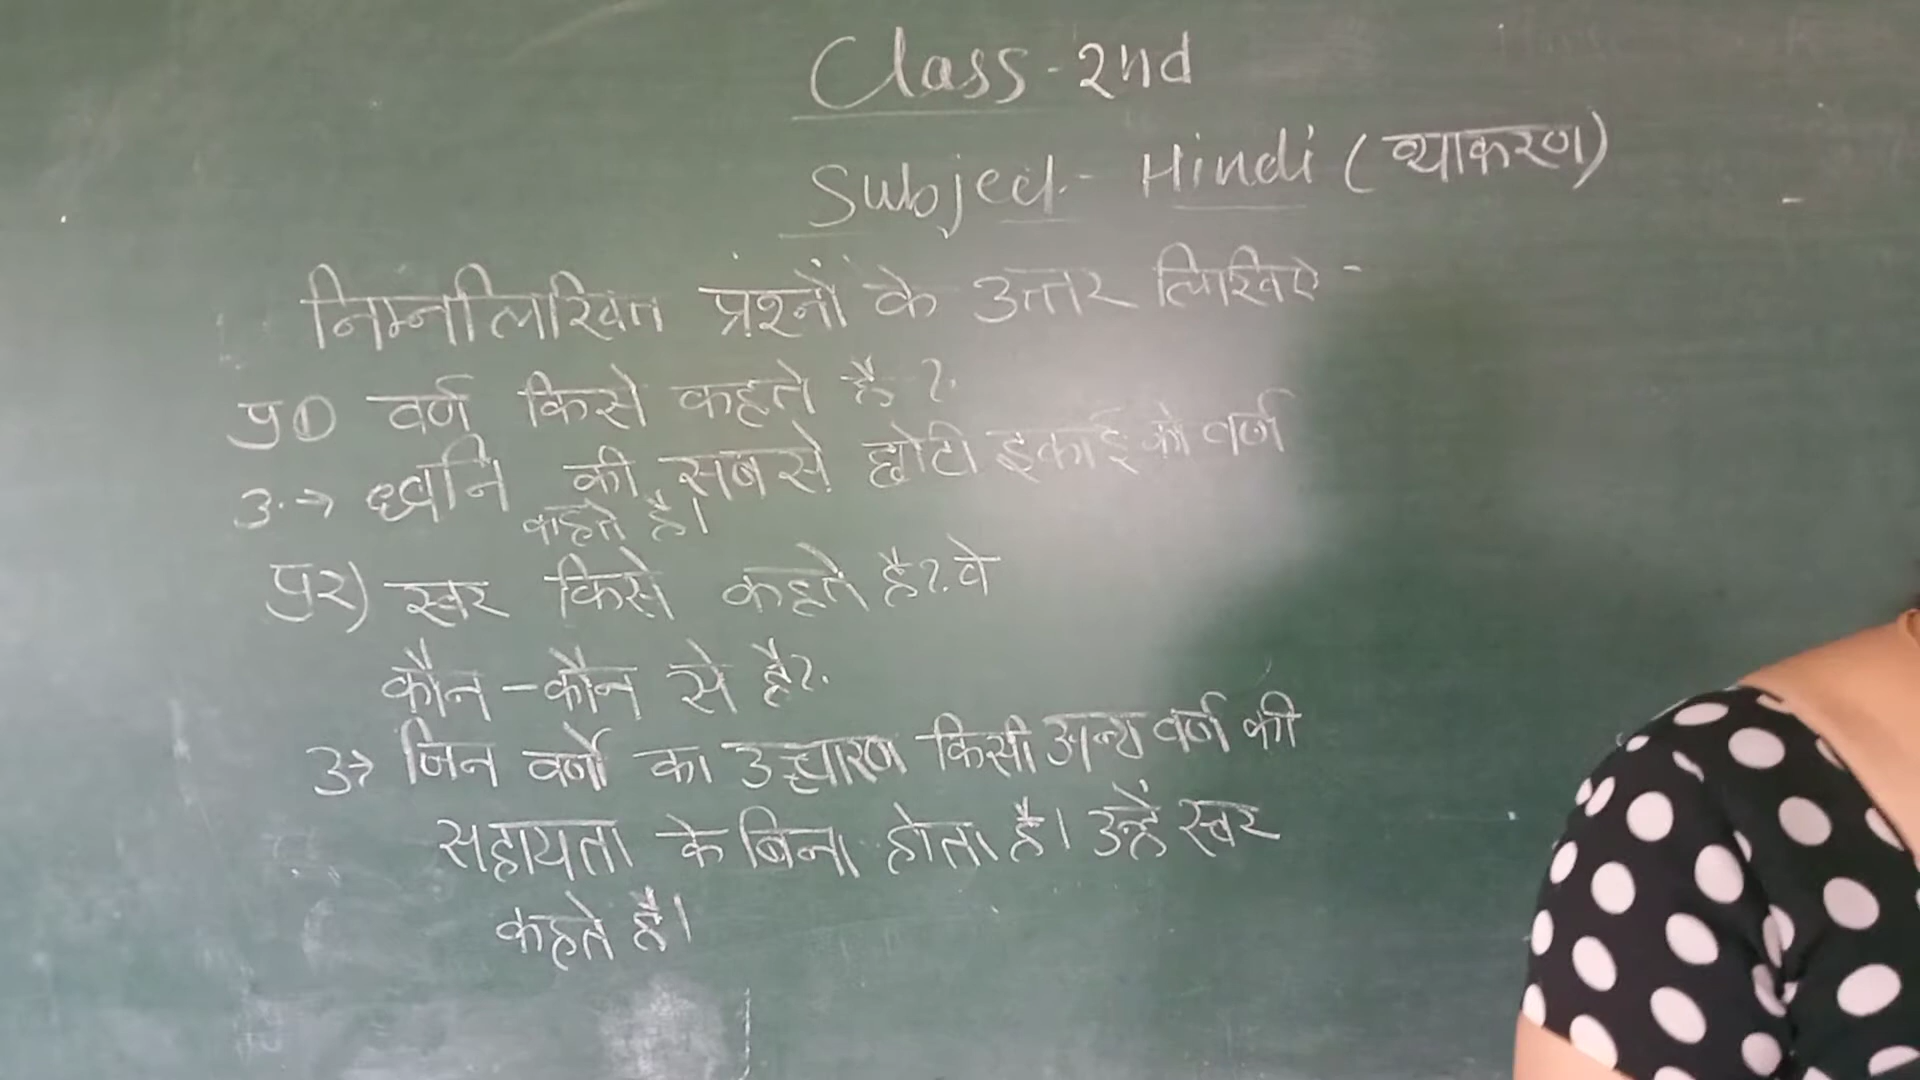 Class - 2nd
Subject - Hindi (व्याकरण)
निम्नलिखित प्रश्नों के उत्तर लिखिए -
प्र① वर्ण किसे कहते है?
उ.→ ध्वनि की सबसे छोटी इकाई को वर्ण
कहते है।
प्र2) स्वर किसे कहते है? वे
कौन - कौन से है?
उ→ जिन वर्णो का उच्चारण किसी अन्य वर्ण की
सहायता के बिना होता है। उन्हें स्वर
कहते है।